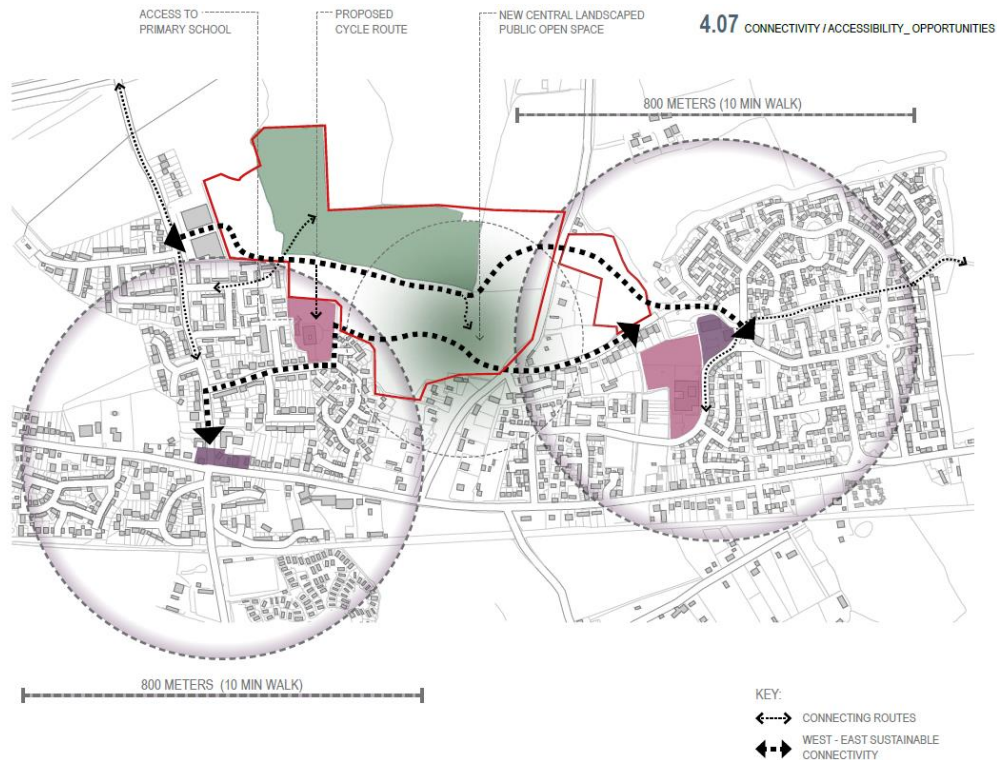 ACCESS TO
PRIMARY SCHOOL
PROPOSED
CYCLE ROUTE
NEW CENTRAL LANDSCAPED
PUBLIC OPEN SPACE
4.07 CONNECTIVITY / ACCESSIBILITY_ OPPORTUNITIES
800 METERS (10 MIN WALK)
800 METERS (10 MIN WALK)
KEY:
CONNECTING ROUTES
WEST - EAST SUSTAINABLE
CONNECTIVITY